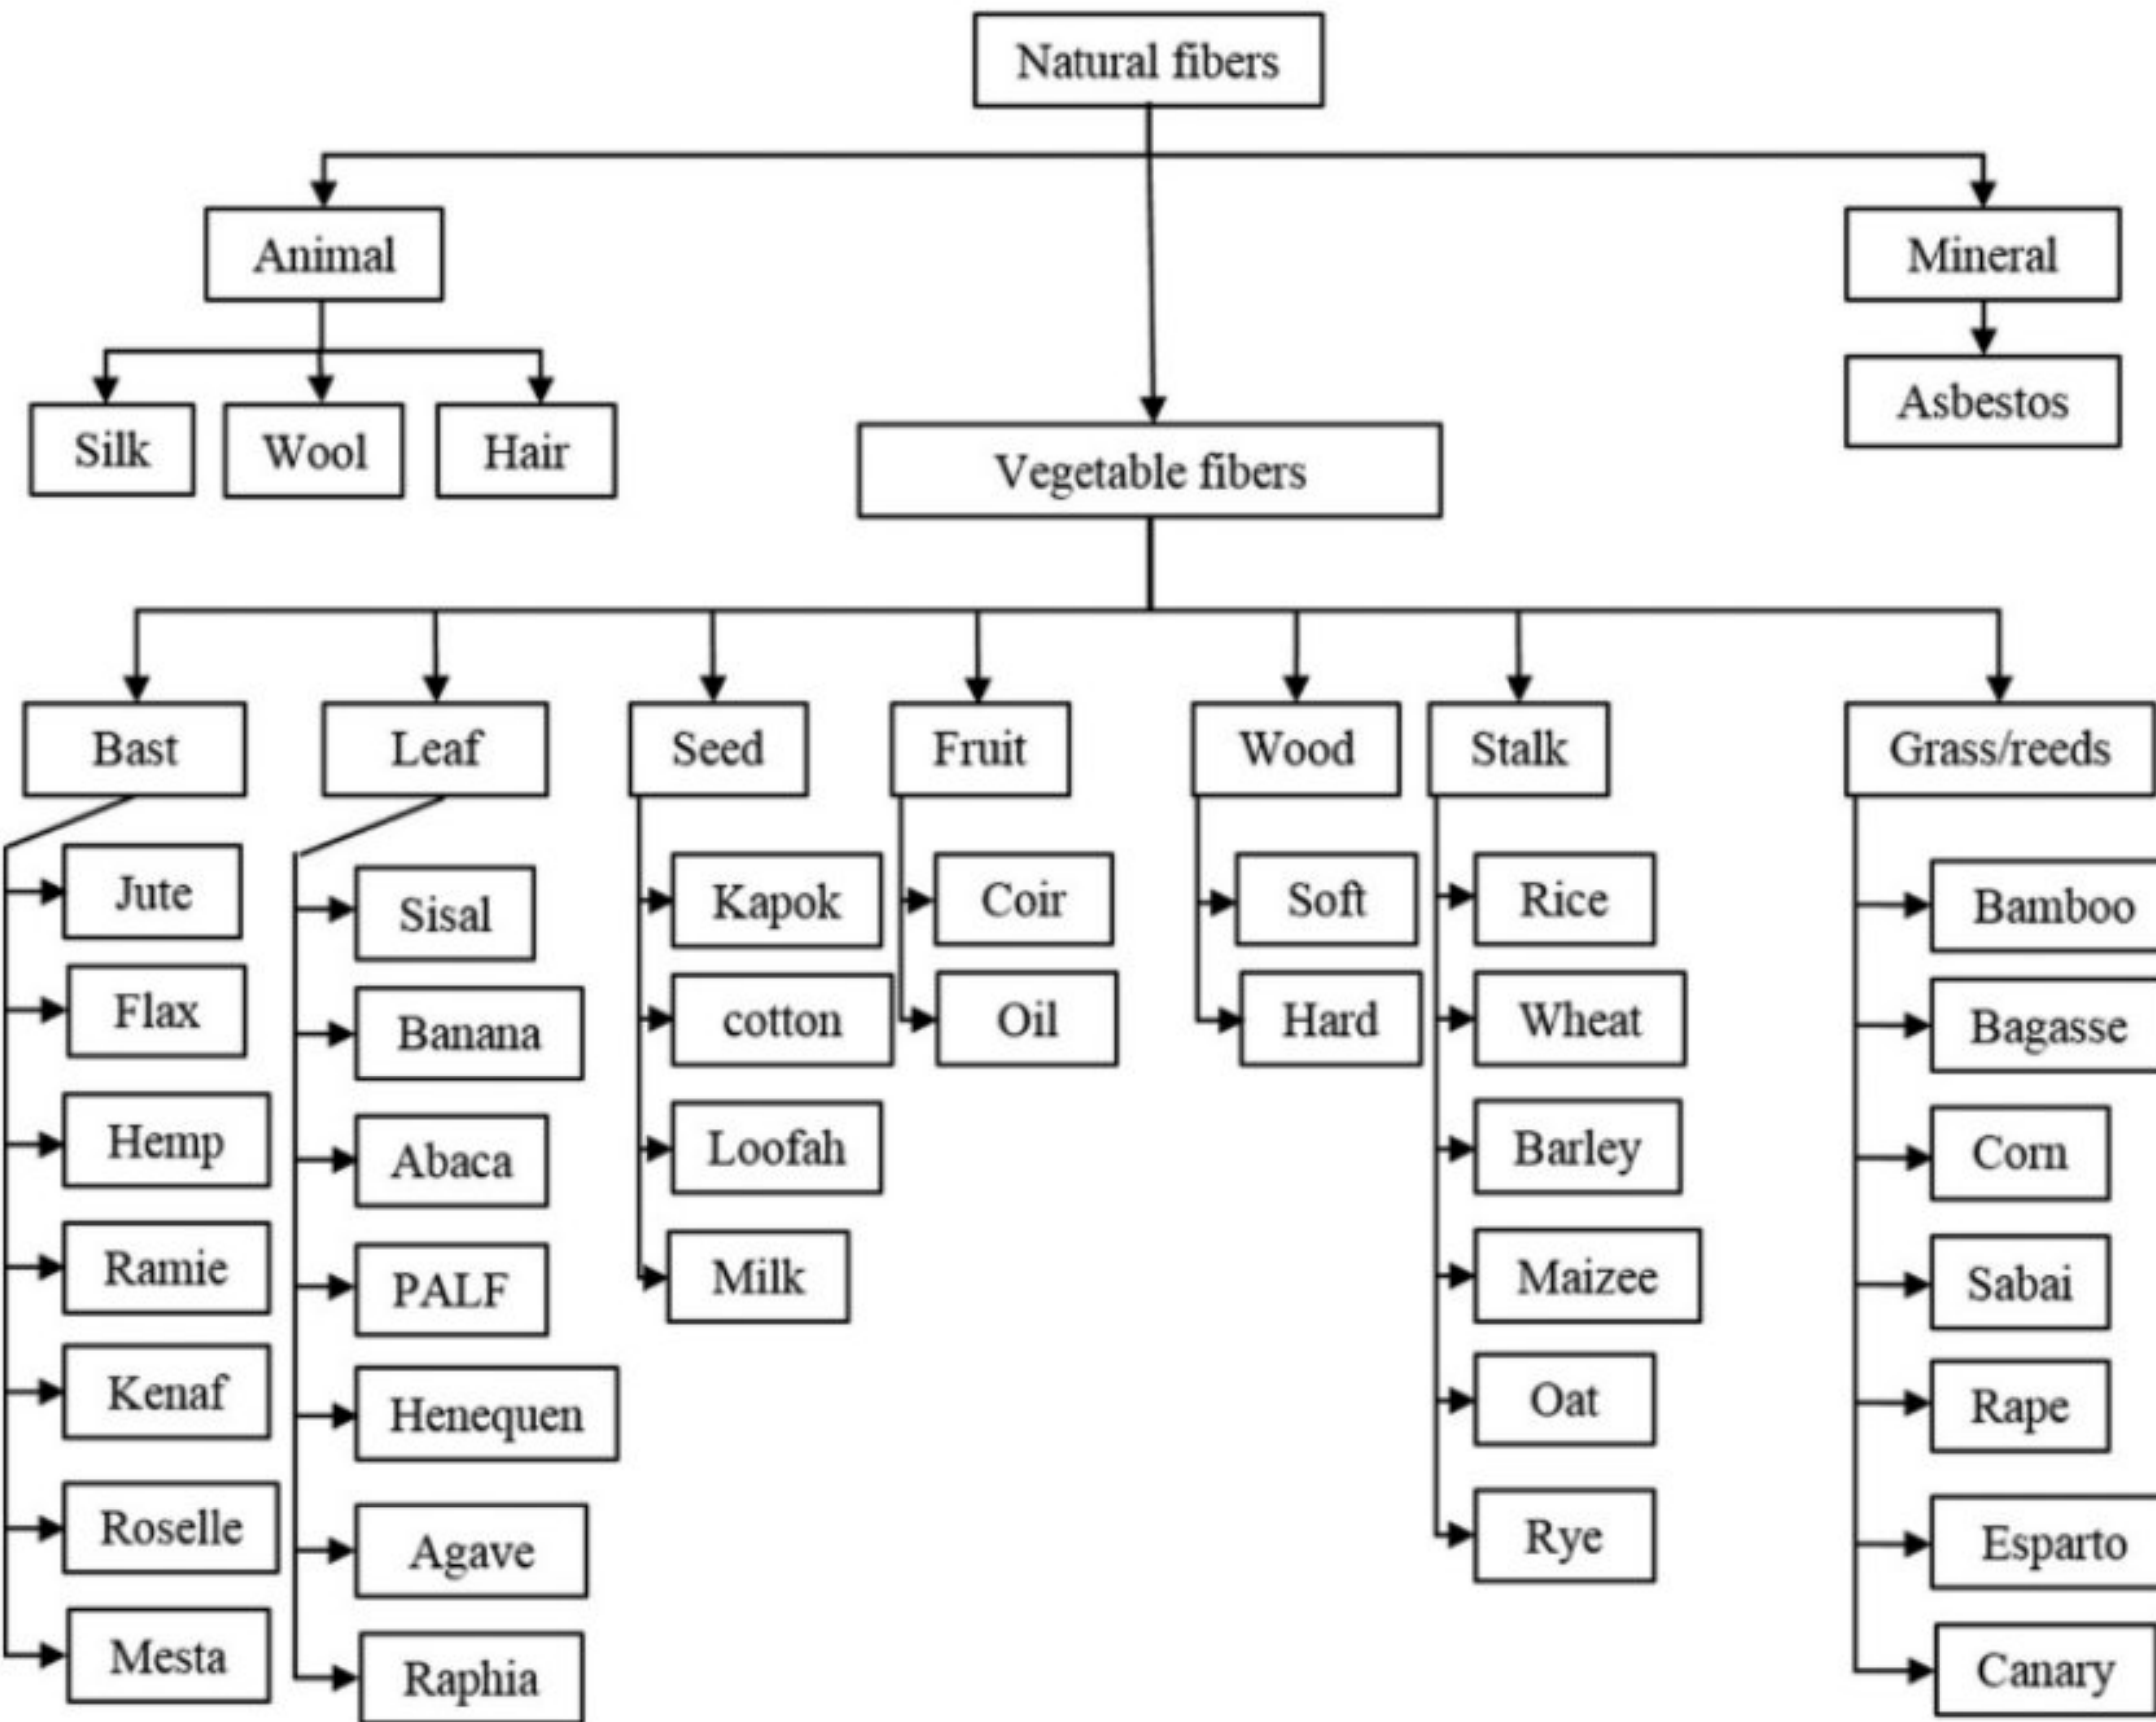 Natural fibers
Animal
Mineral
Asbestos
Silk
Wool
Hair
Vegetable fibers
Bast
Leaf
Seed
Fruit
Wood
Stalk
Grass/reeds
Jute
Flax
Hemp
Ramie
Kenaf
Roselle
Mesta
Sisal
Banana
Abaca
PALF
Henequen
Agave
Raphia
Kapok
cotton
Loofah
Milk
Coir
Oil
Soft
Hard
Rice
Wheat
Barley
Maizee
Oat
Rye
Bamboo
Bagasse
Corn
Sabai
Rape
Esparto
Canary